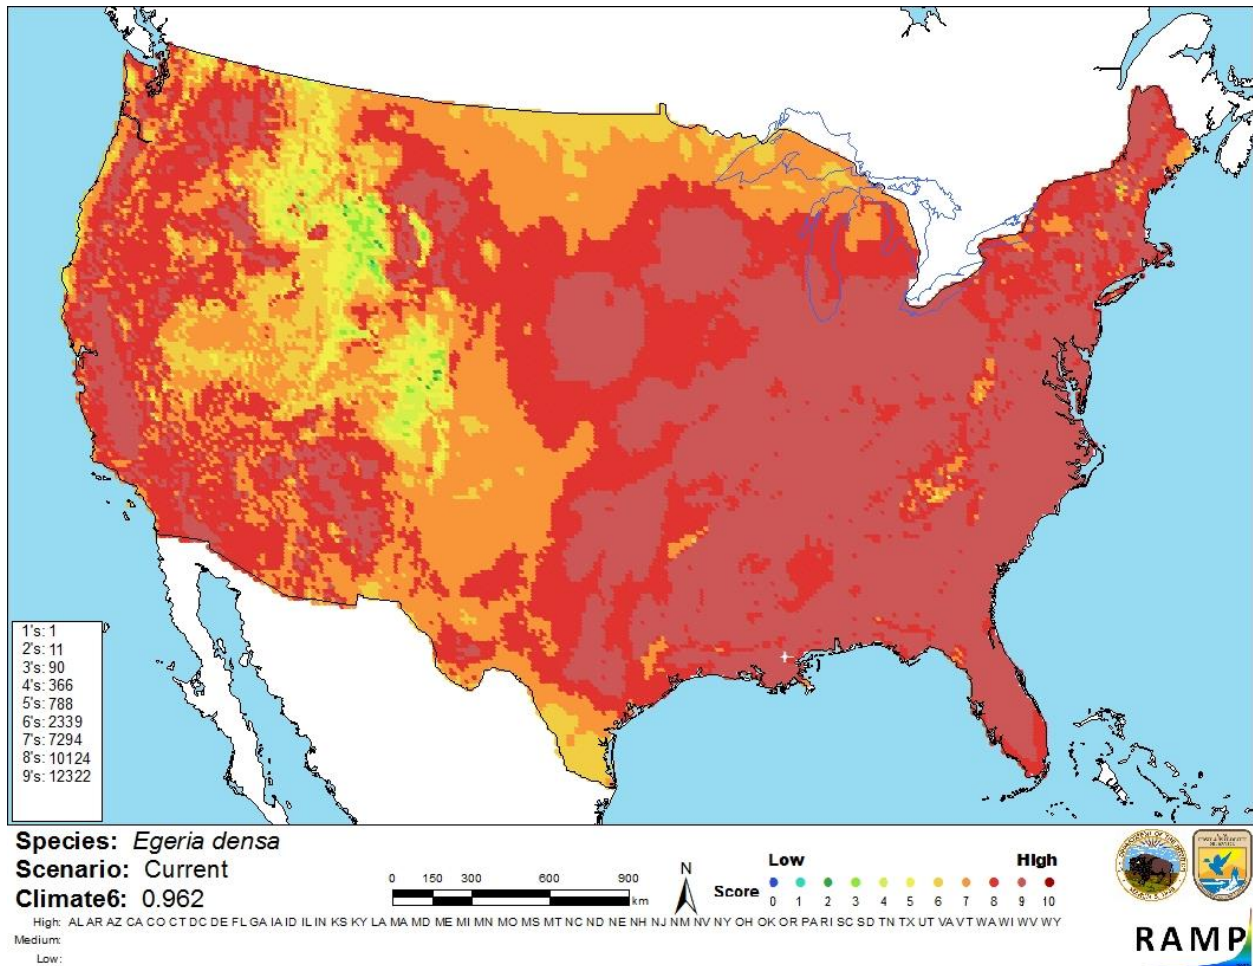 1's: 1
2's: 11
3's: 90
4's: 366
5's: 788
6's: 2339
7's: 7294
8's: 10124
9's: 12322
Species: Egeria densa
Scenario: Current
Climate6: 0.962
0 150 300 600 900
km
N
Low High
Score
0 1 2 3 4 5 6 7 8 9 10
High: AL AR AZ CA CO CT DC DE FL GA IA ID IL IN KS KY LA MA MD ME MI MN MO MS MT NC ND NE NH NJ NM NV NY OH OK OR PA RI SC SD TN TX UT VA VT WA WI WV WY
Medium:
Low:
RAMP